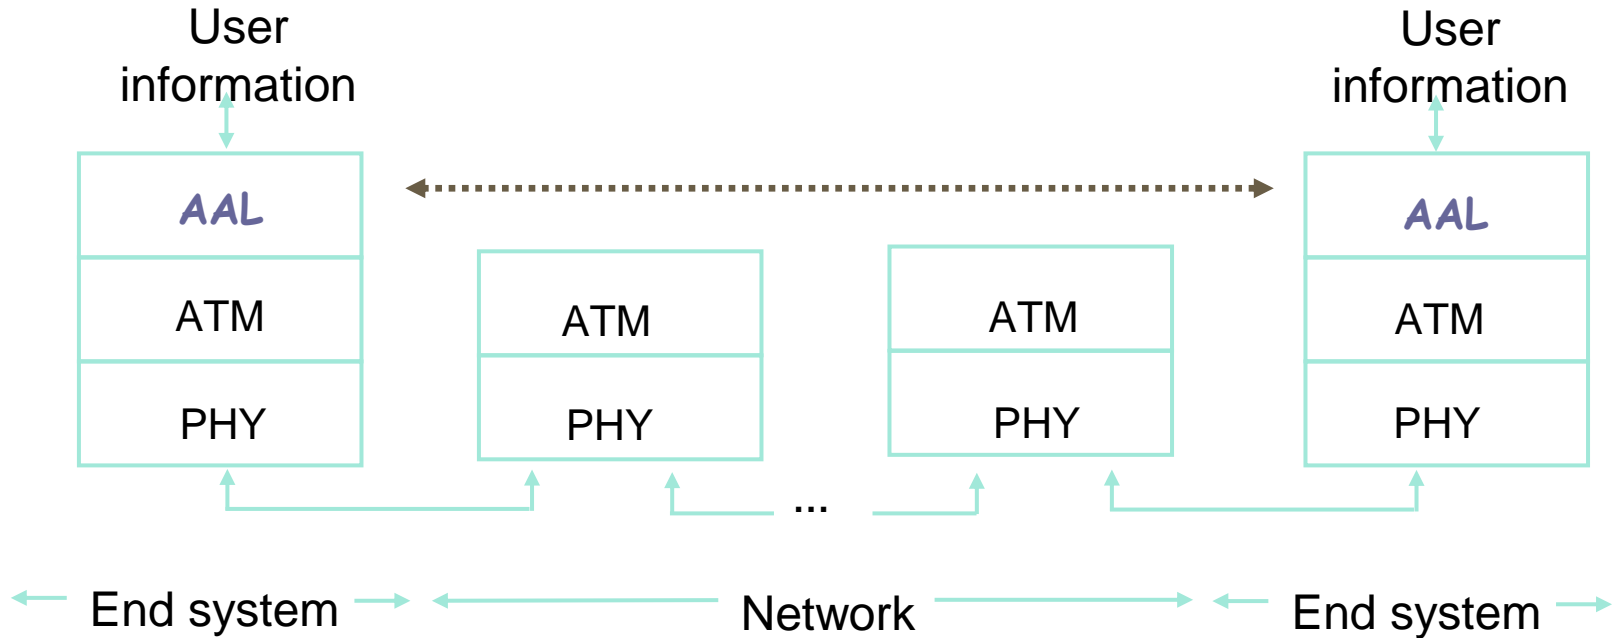 User
information
User
information
AAL
AAL
ATM
ATM
ATM
ATM
PHY
PHY
PHY
PHY
...
End system
Network
End system